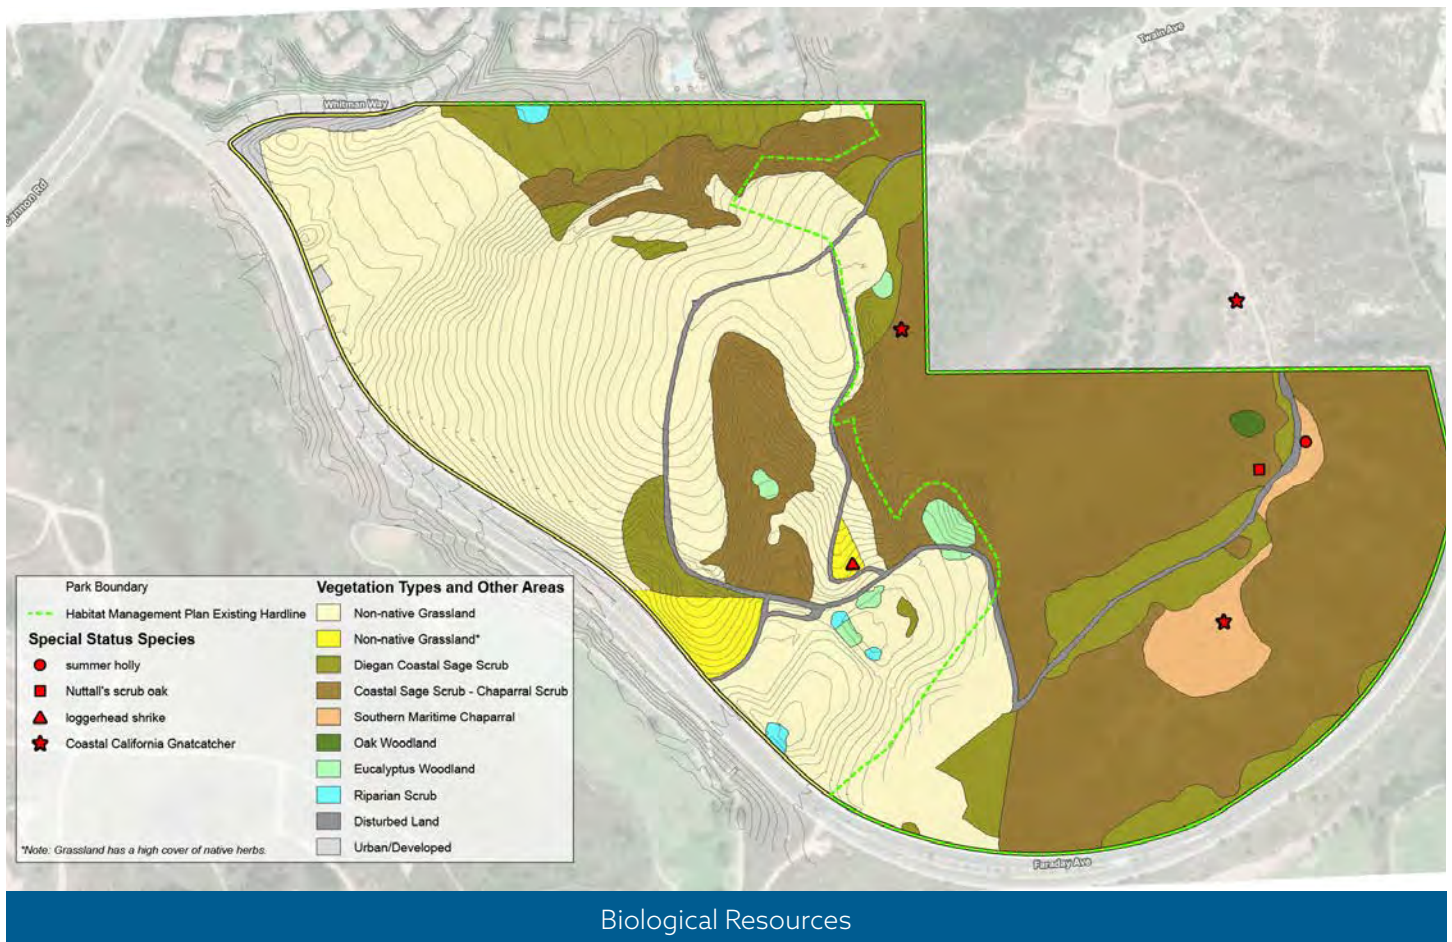 Twain Ave
Whitman Way
Cannon Rd
Park Boundary
Habitat Management Plan Existing Hardline
Special Status Species
summer holly
Nuttall's scrub oak
loggerhead shrike
Coastal California Gnatcatcher
*Note: Grassland has a high cover of native herbs.
Vegetation Types and Other Areas
Non-native Grassland
Non-native Grassland*
Diegan Coastal Sage Scrub
Coastal Sage Scrub - Chaparral Scrub
Southern Maritime Chaparral
Oak Woodland
Eucalyptus Woodland
Riparian Scrub
Disturbed Land
Urban/Developed
Faraday Ave
Biological Resources